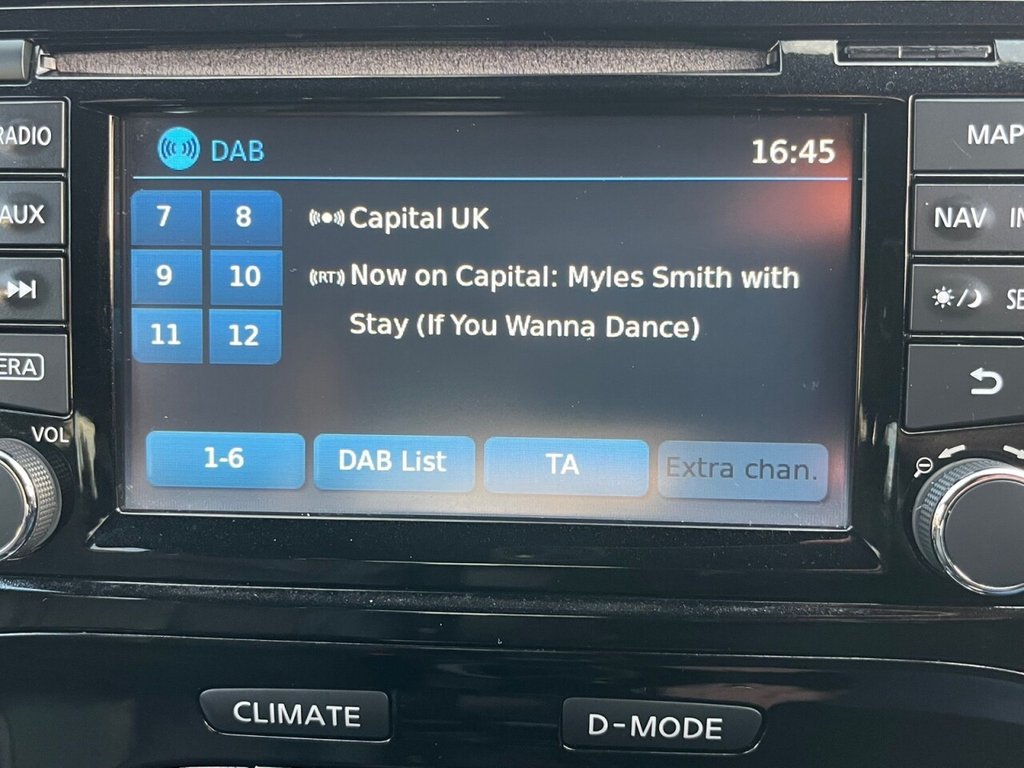 RADIO
MAP
DAB
16:45
AUX
7
8
Capital UK
NAV
9
10
(RT) Now on Capital: Myles Smith with
Stay (If You Wanna Dance)
11
12
VOL
1-6
DAB List
TA
Extra chan.
CLIMATE
D-MODE